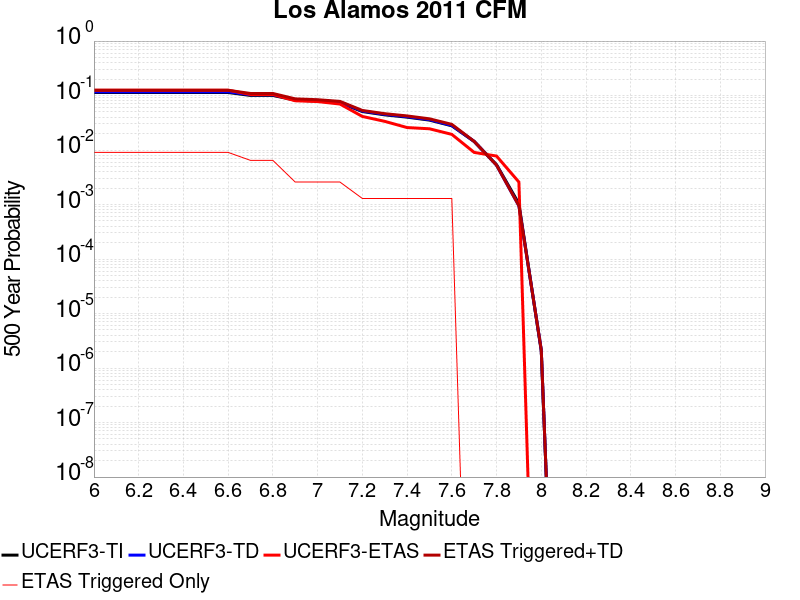 Los Alamos 2011 CFM
10^0
10^-1
10^-2
10^-3
10^-4
10^-5
10^-6
10^-7
10^-8
500 Year Probability
6 6.2 6.4 6.6 6.8 7 7.2 7.4 7.6 7.8 8 8.2 8.4 8.6 8.8 9
Magnitude
UCERF3-TI UCERF3-TD UCERF3-ETAS ETAS Triggered+TD
ETAS Triggered Only